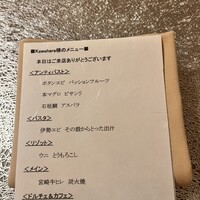 ■Kawahara様のメニュー■
本日はご来店ありがとうございます
＜アンティパスト＞
ボタンエビ パッションフルーツ
本マグロ ピサンリ
石垣鯛 アスパラ
＜パスタ＞
伊勢エビ その殻からとった出汁
＜リゾット＞
ウニ とうもろこし
＜メイン＞
宮崎牛ヒレ 炭火焼
＜ドルチェ&カフェ＞